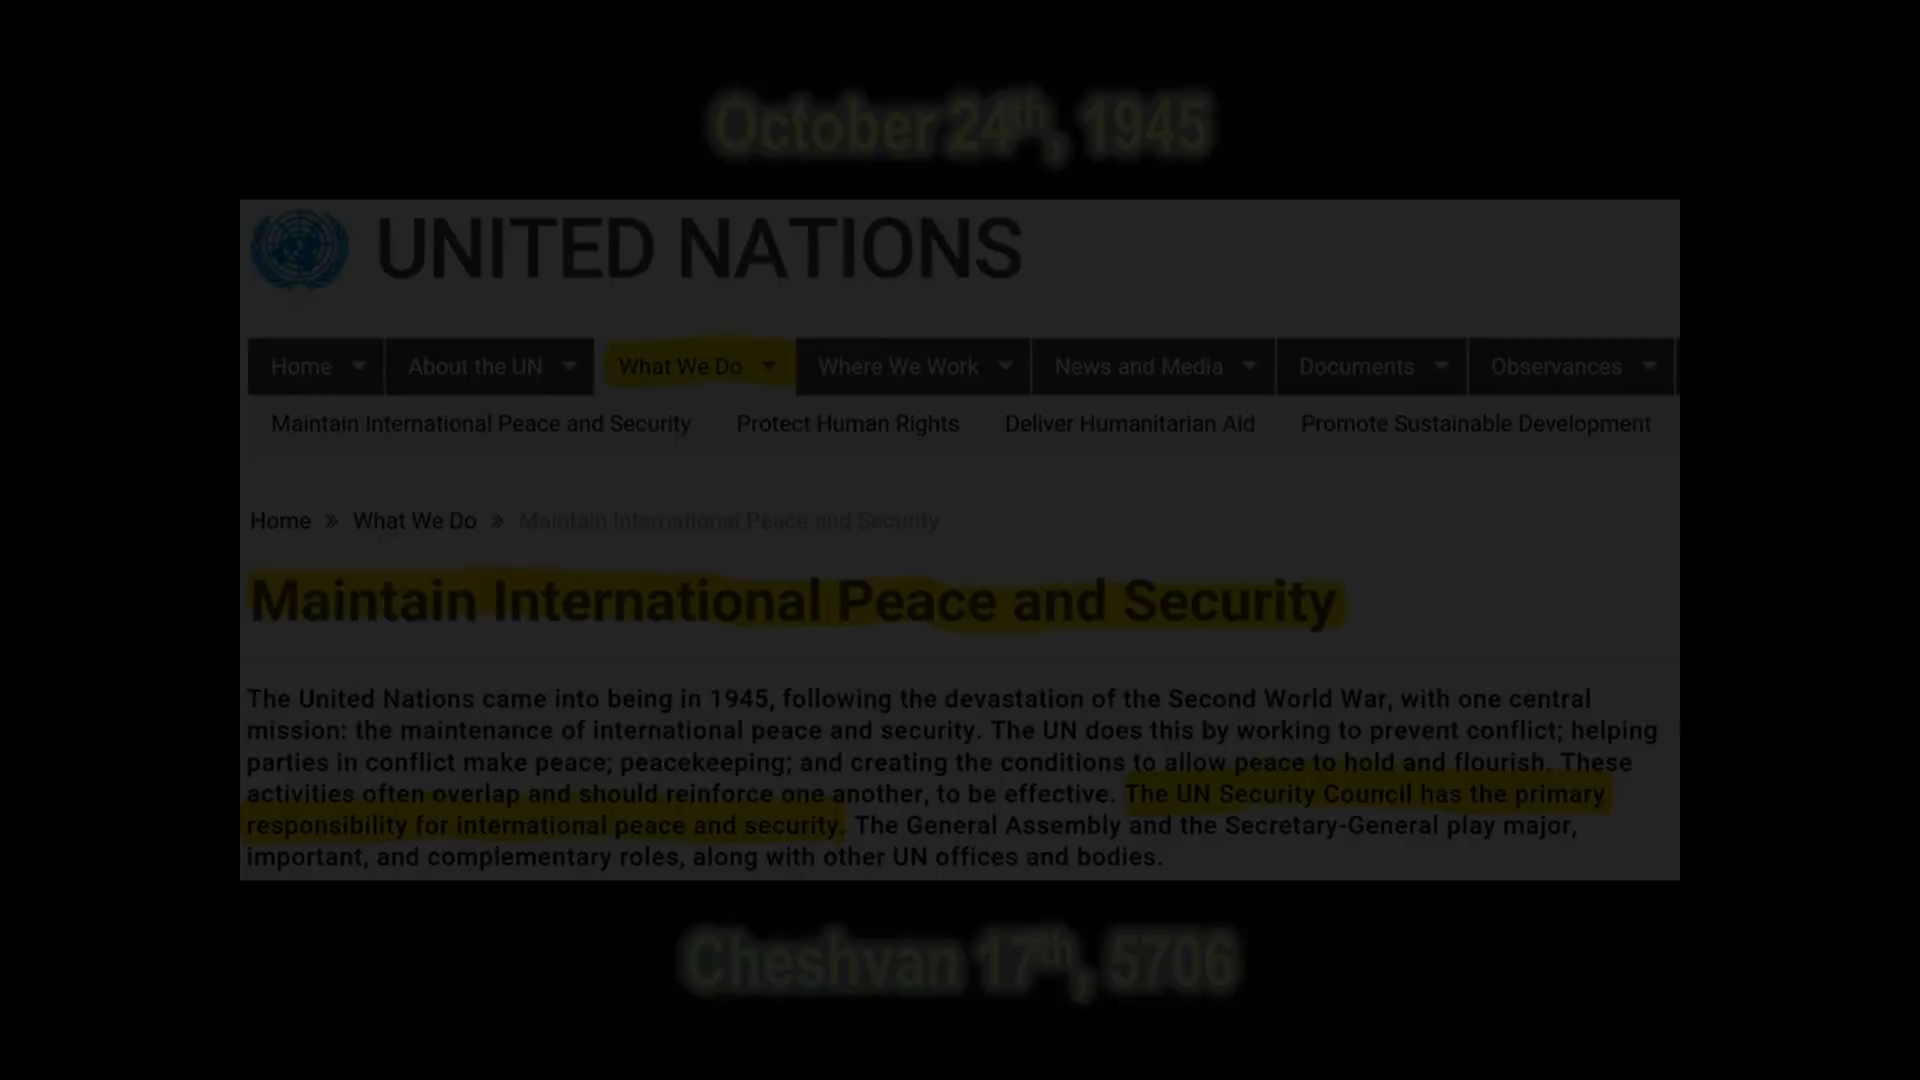 October 24th, 1945
UNITED NATIONS
Home About the UN What We Do Where We Work News and Media Documents Observances
Maintain International Peace and Security Protect Human Rights Deliver Humanitarian Aid Promote Sustainable Development
Home » What We Do » Maintain International Peace and Security
Maintain International Peace and Security
The United Nations came into being in 1945, following the devastation of the Second World War, with one central
mission: the maintenance of international peace and security. The UN does this by working to prevent conflict; helping
parties in conflict make peace; peacekeeping; and creating the conditions to allow peace to hold and flourish. These
activities often overlap and should reinforce one another, to be effective. The UN Security Council has the primary
responsibility for international peace and security. The General Assembly and the Secretary-General play major,
important, and complementary roles, along with other UN offices and bodies.
Cheshvan 17th, 5706